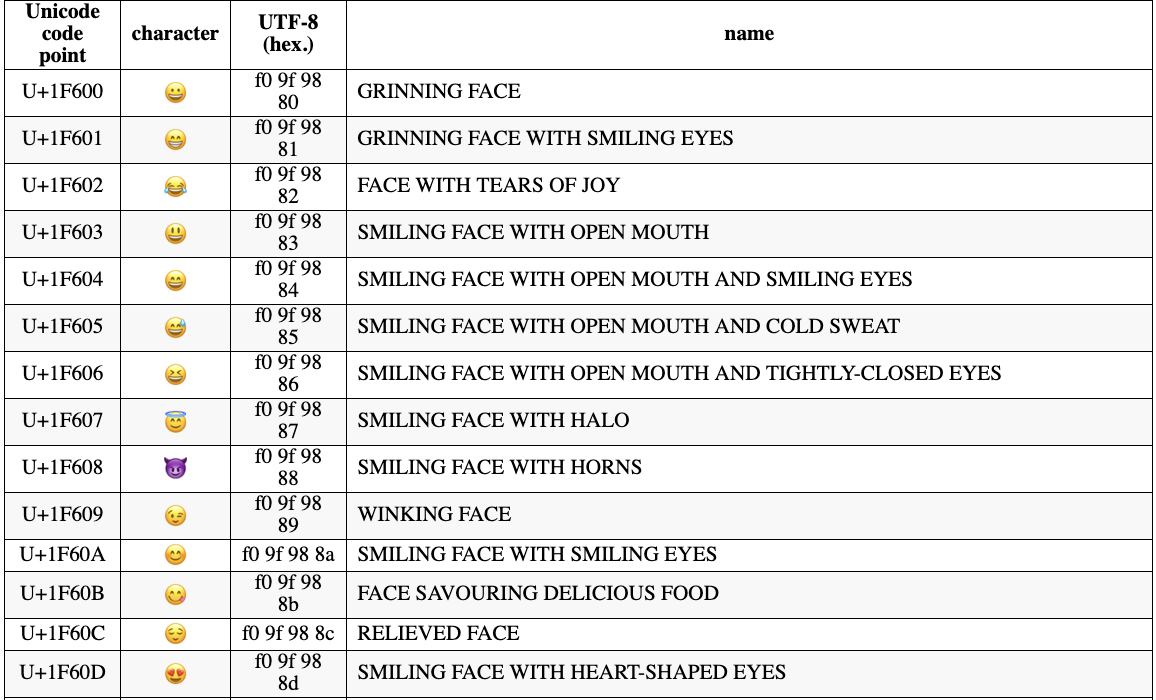 Unicode
code
point
character
UTF-8
(hex.)
name
U+1F600 😀 f0 9f 98
80
GRINNING FACE
U+1F601 😁 f0 9f 98
81
GRINNING FACE WITH SMILING EYES
U+1F602 😂 f0 9f 98
82
FACE WITH TEARS OF JOY
U+1F603 😃 f0 9f 98
83
SMILING FACE WITH OPEN MOUTH
U+1F604 😄 f0 9f 98
84
SMILING FACE WITH OPEN MOUTH AND SMILING EYES
U+1F605 😅 f0 9f 98
85
SMILING FACE WITH OPEN MOUTH AND COLD SWEAT
U+1F606 😆 f0 9f 98
86
SMILING FACE WITH OPEN MOUTH AND TIGHTLY-CLOSED EYES
U+1F607 😇 f0 9f 98
87
SMILING FACE WITH HALO
U+1F608 😈 f0 9f 98
88
SMILING FACE WITH HORNS
U+1F609 😉 f0 9f 98
89
WINKING FACE
U+1F60A 😊 f0 9f 98 8a SMILING FACE WITH SMILING EYES
U+1F60B 😋 f0 9f 98
8b
FACE SAVOURING DELICIOUS FOOD
U+1F60C 😌 f0 9f 98 8c RELIEVED FACE
U+1F60D 😍 f0 9f 98
8d
SMILING FACE WITH HEART-SHAPED EYES